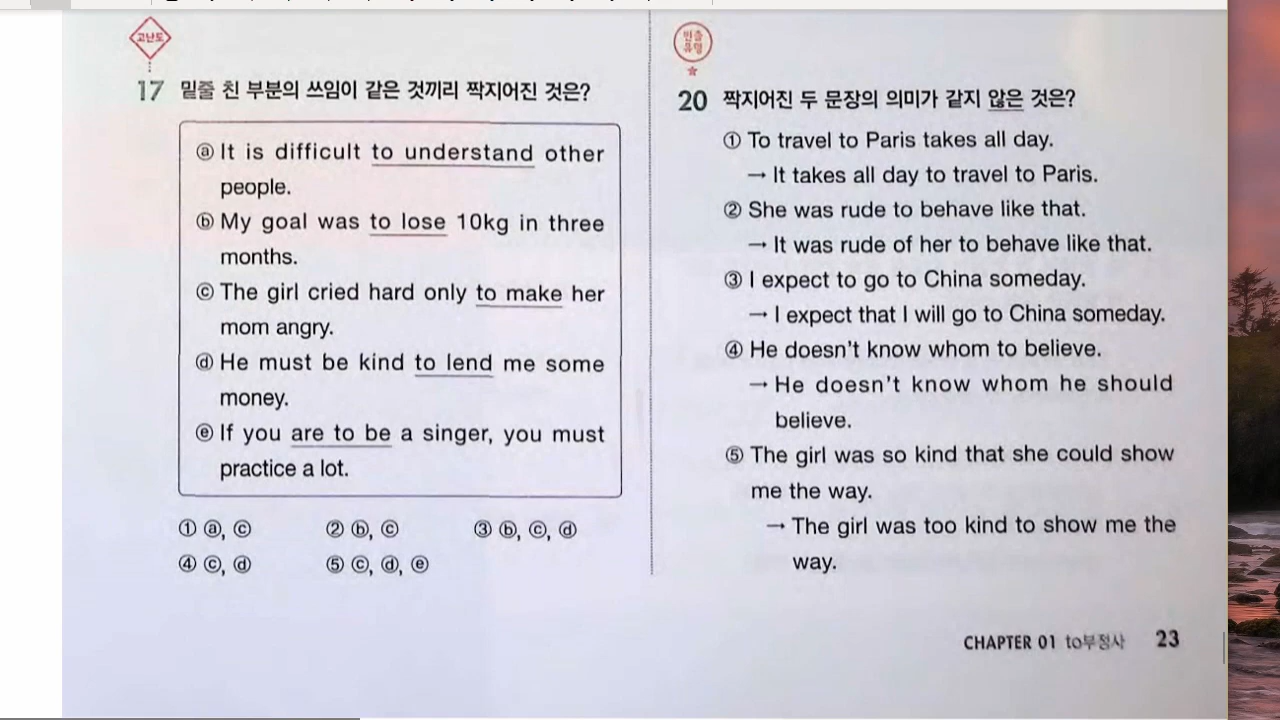 고난도
17 밑줄 친 부분의 쓰임이 같은 것끼리 짝지어진 것은?
ⓐ It is difficult to understand other
people.
ⓑ My goal was to lose 10kg in three
months.
ⓒ The girl cried hard only to make her
mom angry.
ⓓ He must be kind to lend me some
money.
ⓔ If you are to be a singer, you must
practice a lot.
① ⓐ, ⓒ ② ⓑ, ⓒ ③ ⓑ, ⓒ, ⓓ
④ ⓒ, ⓓ ⑤ ⓒ, ⓓ, ⓔ
빈출
유형
20 짝지어진 두 문장의 의미가 같지 않은 것은?
① To travel to Paris takes all day.
→ It takes all day to travel to Paris.
② She was rude to behave like that.
→ It was rude of her to behave like that.
③ I expect to go to China someday.
→ I expect that I will go to China someday.
④ He doesn't know whom to believe.
→ He doesn't know whom he should
believe.
⑤ The girl was so kind that she could show
me the way.
→ The girl was too kind to show me the
way.
CHAPTER 01 to부정사 23